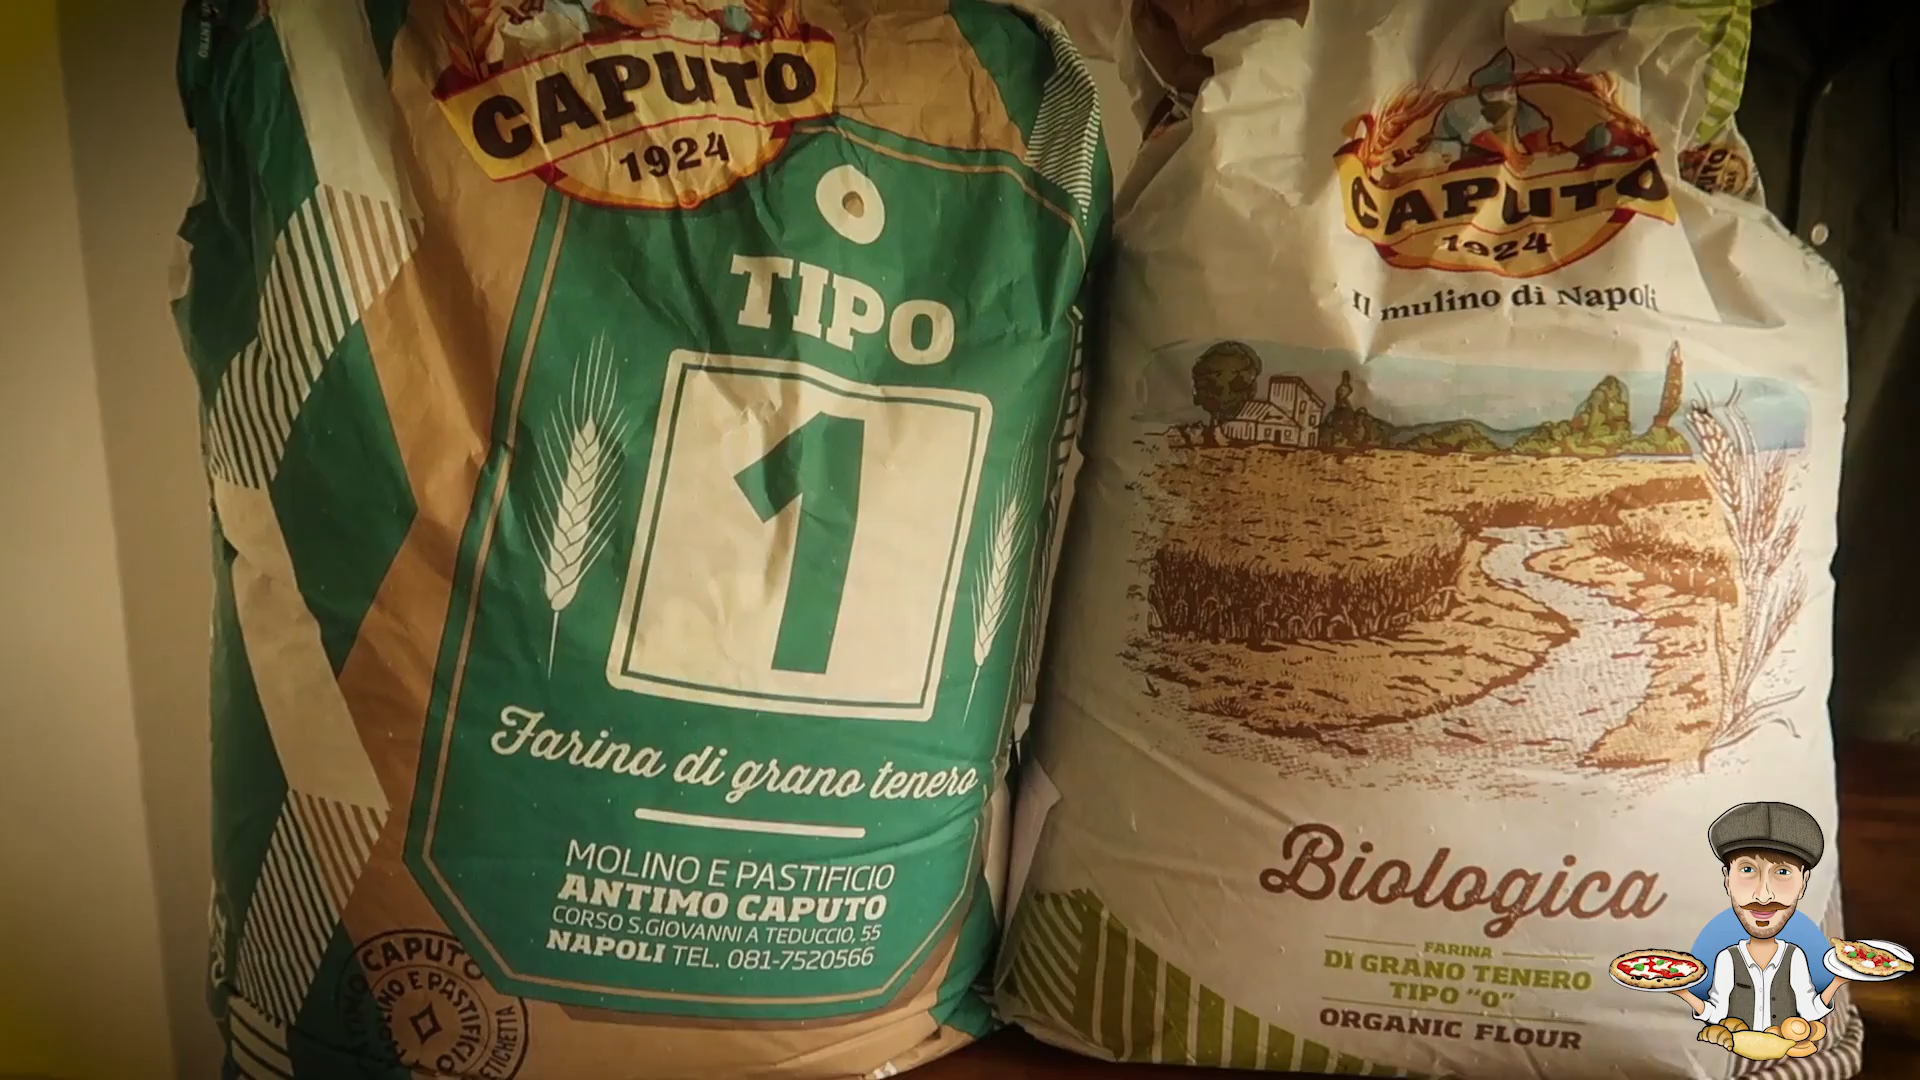 CAPUTO
1924
TIPO
1
Farina di grano tenero
MOLINO E PASTIFICIO
ANTIMO CAPUTO
CORSO S.GIOVANNI A TEDUCCIO, 55
NAPOLI TEL. 081-7520566
CAPUTO
CAPUTO
1924
Il mulino di Napoli
Biologica
FARINA
DI GRANO TENERO
TIPO "0"
ORGANIC FLOUR